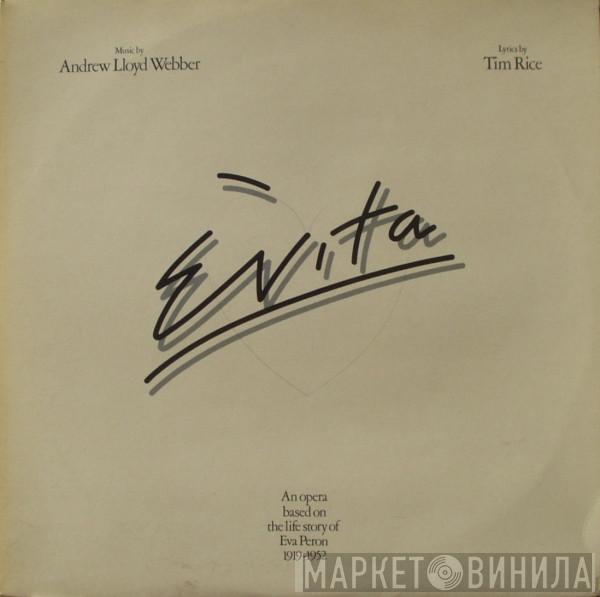 Music by
Andrew Lloyd Webber
Lyrics by
Tim Rice
Evita
An opera
based on
the life story of
Eva Peron
1919-1952
МАРКЕТ ВИНИЛА